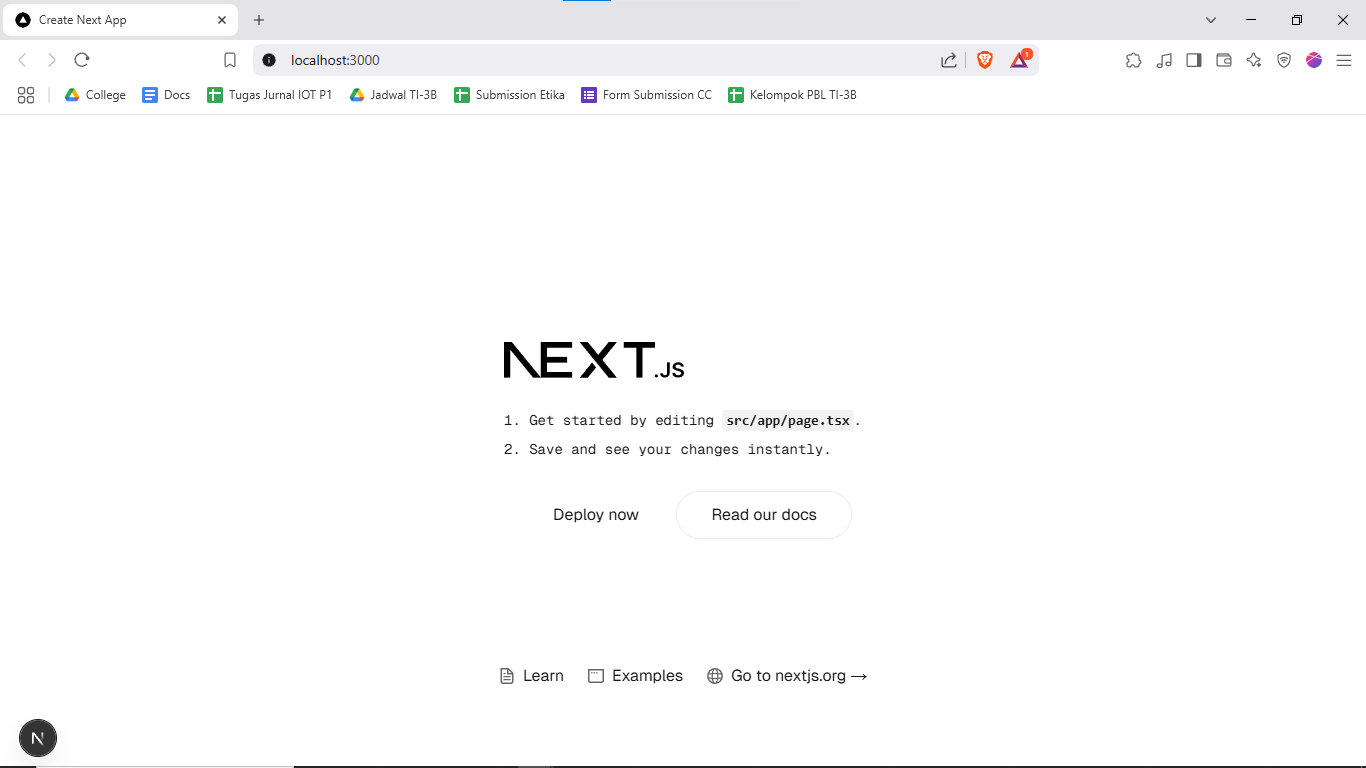 Create Next App
localhost:3000
1
College
Docs
Tugas Jurnal IOT P1
Jadwal TI-3B
Submission Etika
Form Submission CC
Kelompok PBL TI-3B
NEXT.JS
1. Get started by editing src/app/page.tsx.
2. Save and see your changes instantly.
Deploy now
Read our docs
Learn
Examples
Go to nextjs.org →
N